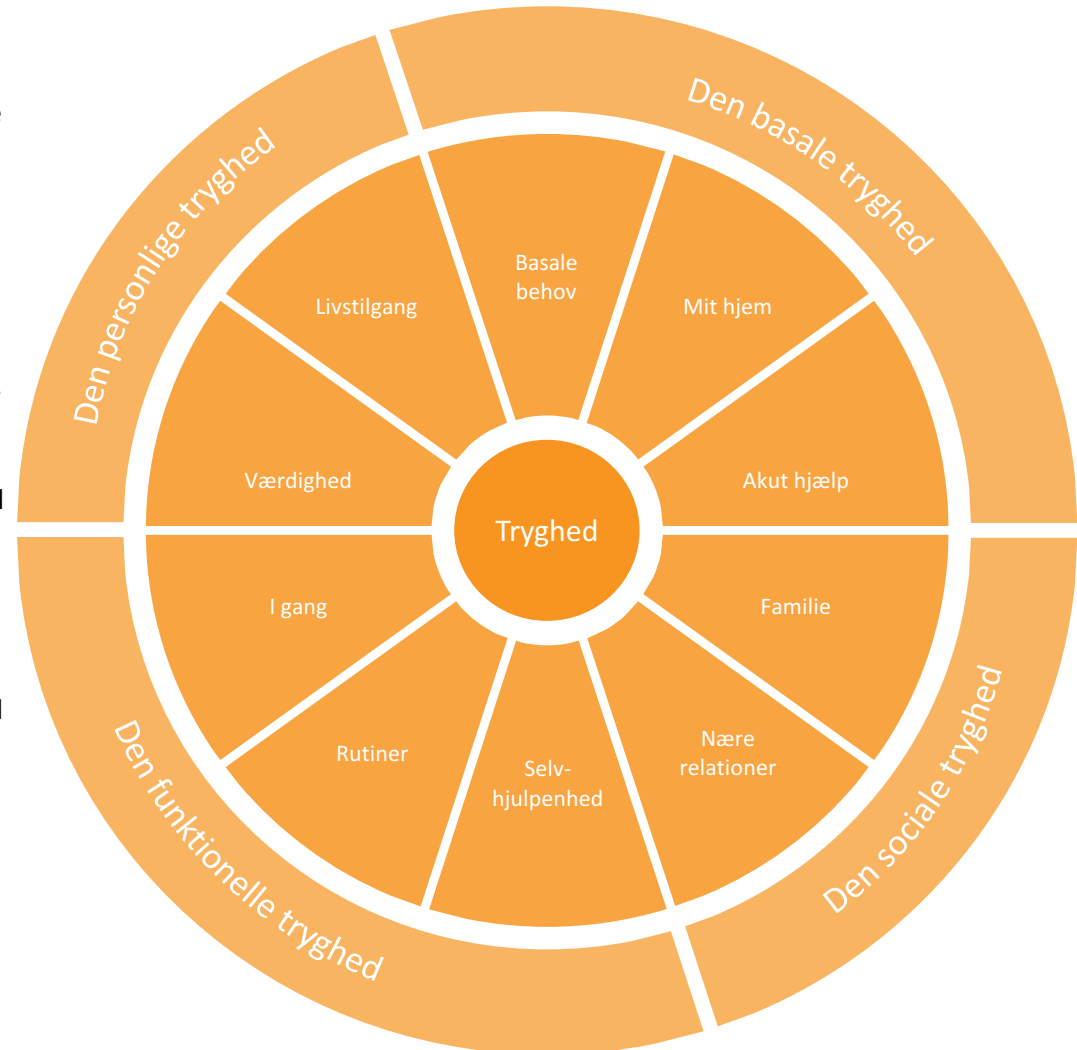 Den basale tryghed
Den personlige tryghed
Basale
behov
Livstilgang
Mit hjem
Værdighed
Akut hjælp
Tryghed
I gang
Familie
Rutiner
Selv-
hjulpenhed
Nære
relationer
Den funktionelle tryghed
Den sociale tryghed